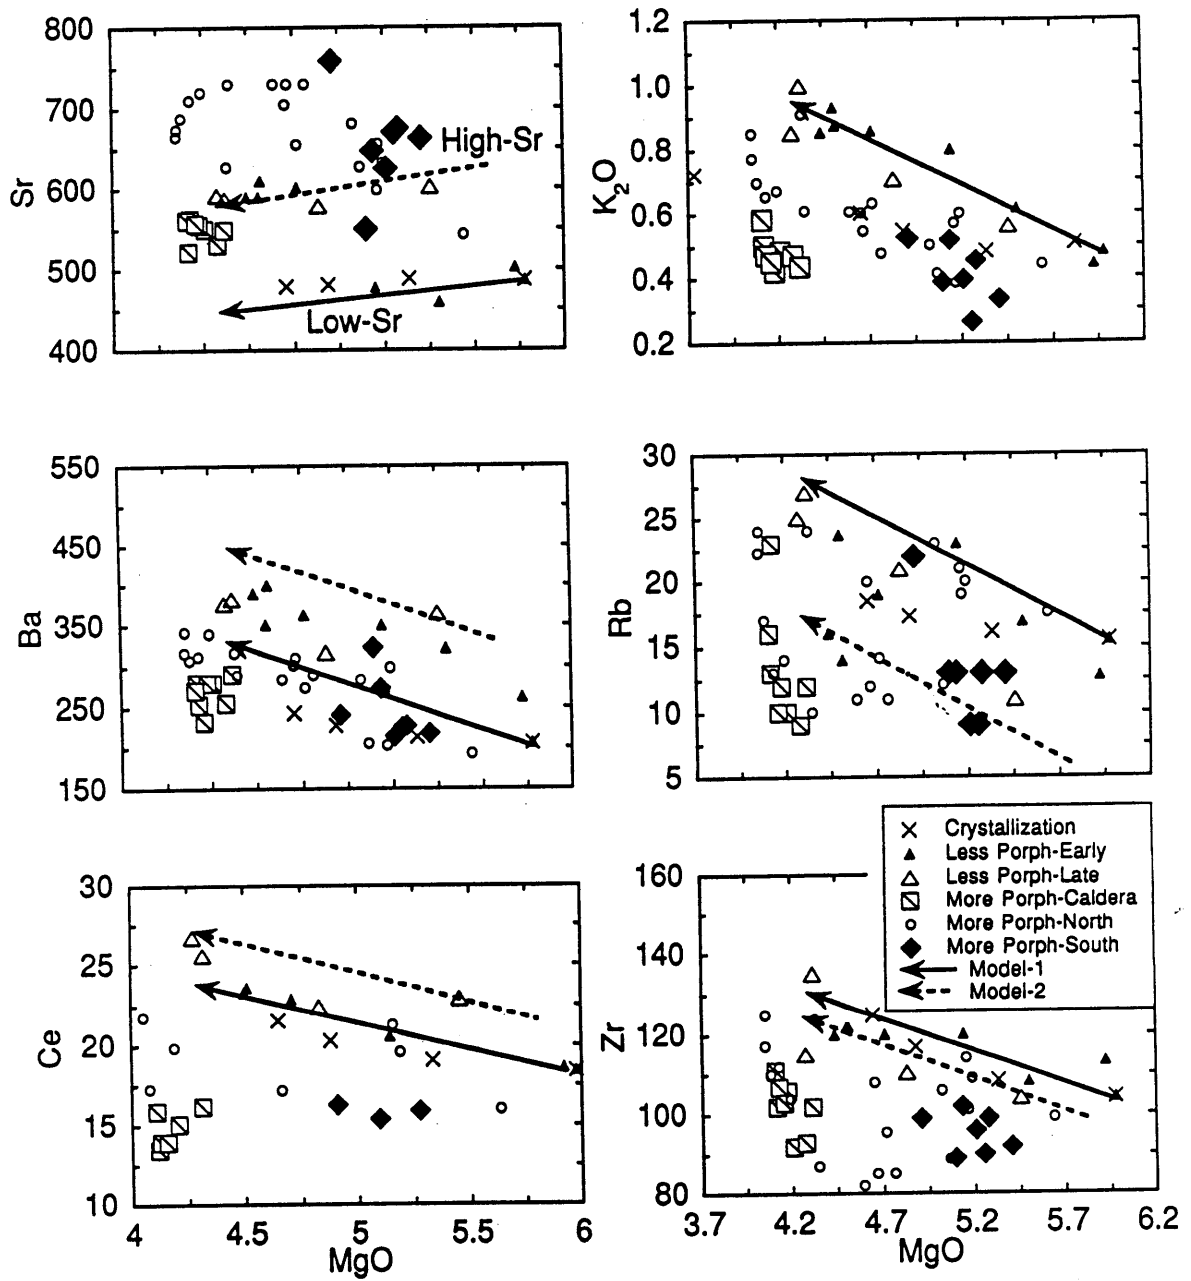 800
700
600
500
400
Sr
High-Sr
Low-Sr
1.2
1.0
0.8
0.6
0.4
0.2
K2O
550
450
350
250
150
Ba
30
25
20
15
10
5
Rb
30
25
20
15
10
Ce
4
4.5
5
5.5
6
MgO
160
140
120
100
80
Zr
3.7
4.2
4.7
5.2
5.7
6.2
MgO
Crystallization
Less Porph-Early
Less Porph-Late
More Porph-Caldera
More Porph-North
More Porph-South
Model-1
Model-2